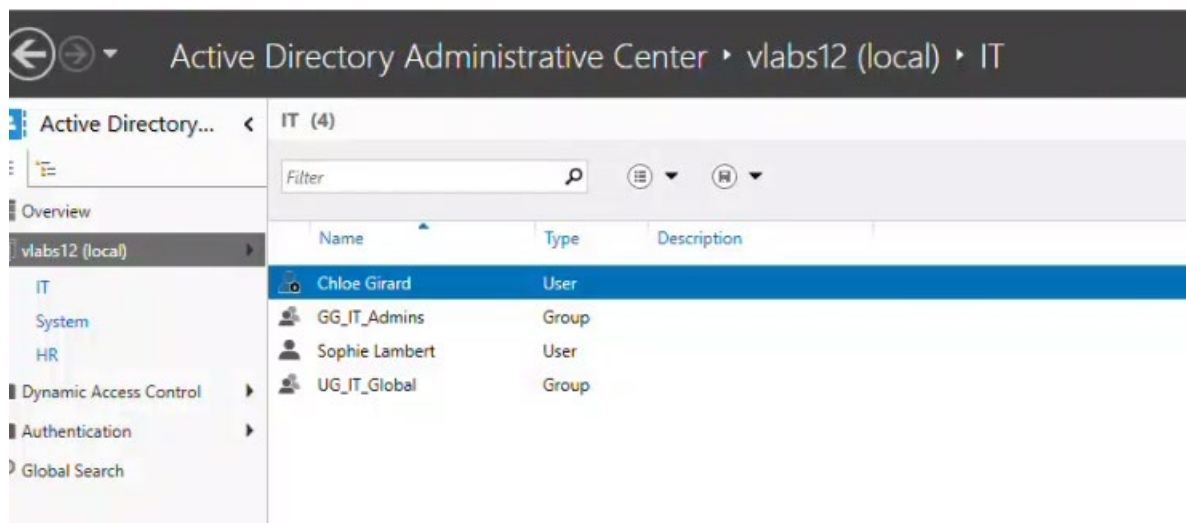 Active Directory Administrative Center ‣ vlabs12 (local) ‣ IT
Active Directory... <
IT (4)
Filter
Overview
vlabs12 (local)
IT
System
HR
Dynamic Access Control
Authentication
Global Search
Name Type Description
Chloe Girard User
GG_IT_Admins Group
Sophie Lambert User
UG_IT_Global Group